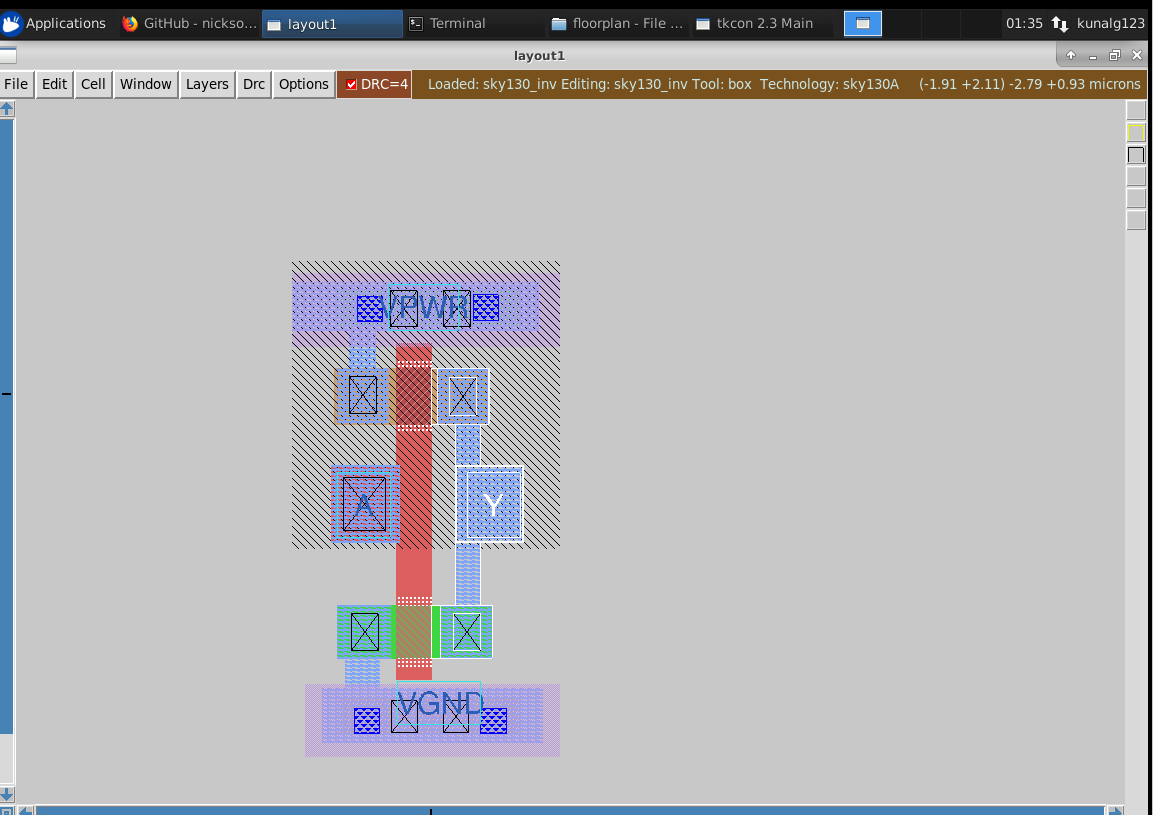 Applications GitHub - nickso... layout1 Terminal floorplan - File ... tkcon 2.3 Main 01:35 kunalg123
layout1
File Edit Cell Window Layers Drc Options DRC=4 Loaded: sky130_inv Editing: sky130_inv Tool: box Technology: sky130A (-1.91 +2.11) -2.79 +0.93 microns
VPWR
A Y
VGND